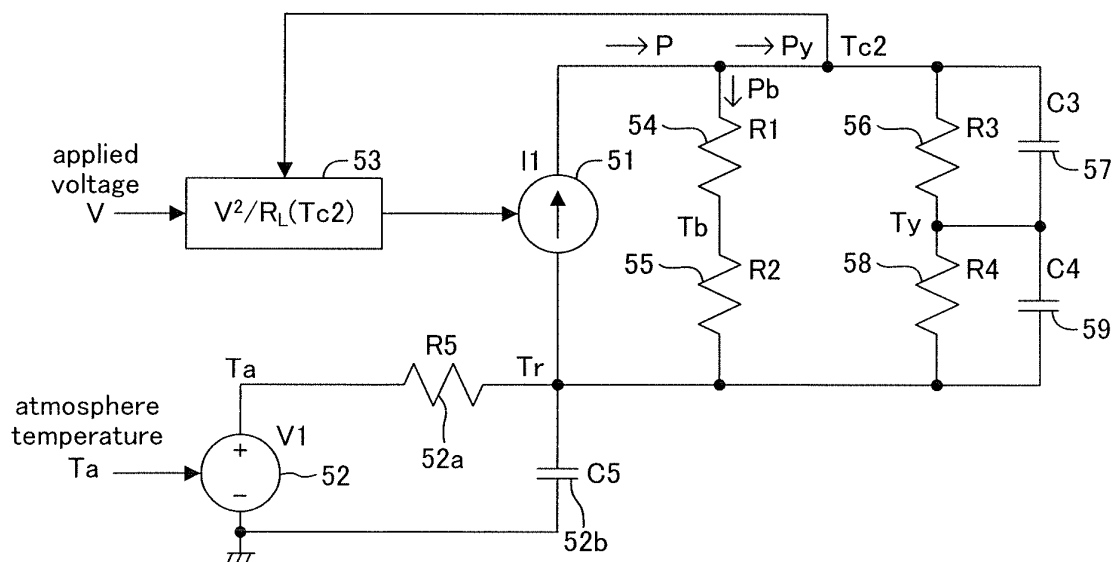 P
Py
Tc2
Pb
C3
54
R1
56
R3
applied
voltage
V
53
V²/RL(Tc2)
I1
51
57
Tb
Ty
55
R2
58
R4
C4
59
Ta
R5
Tr
atmosphere
temperature
Ta
+
−
V1
52
52a
C5
52b